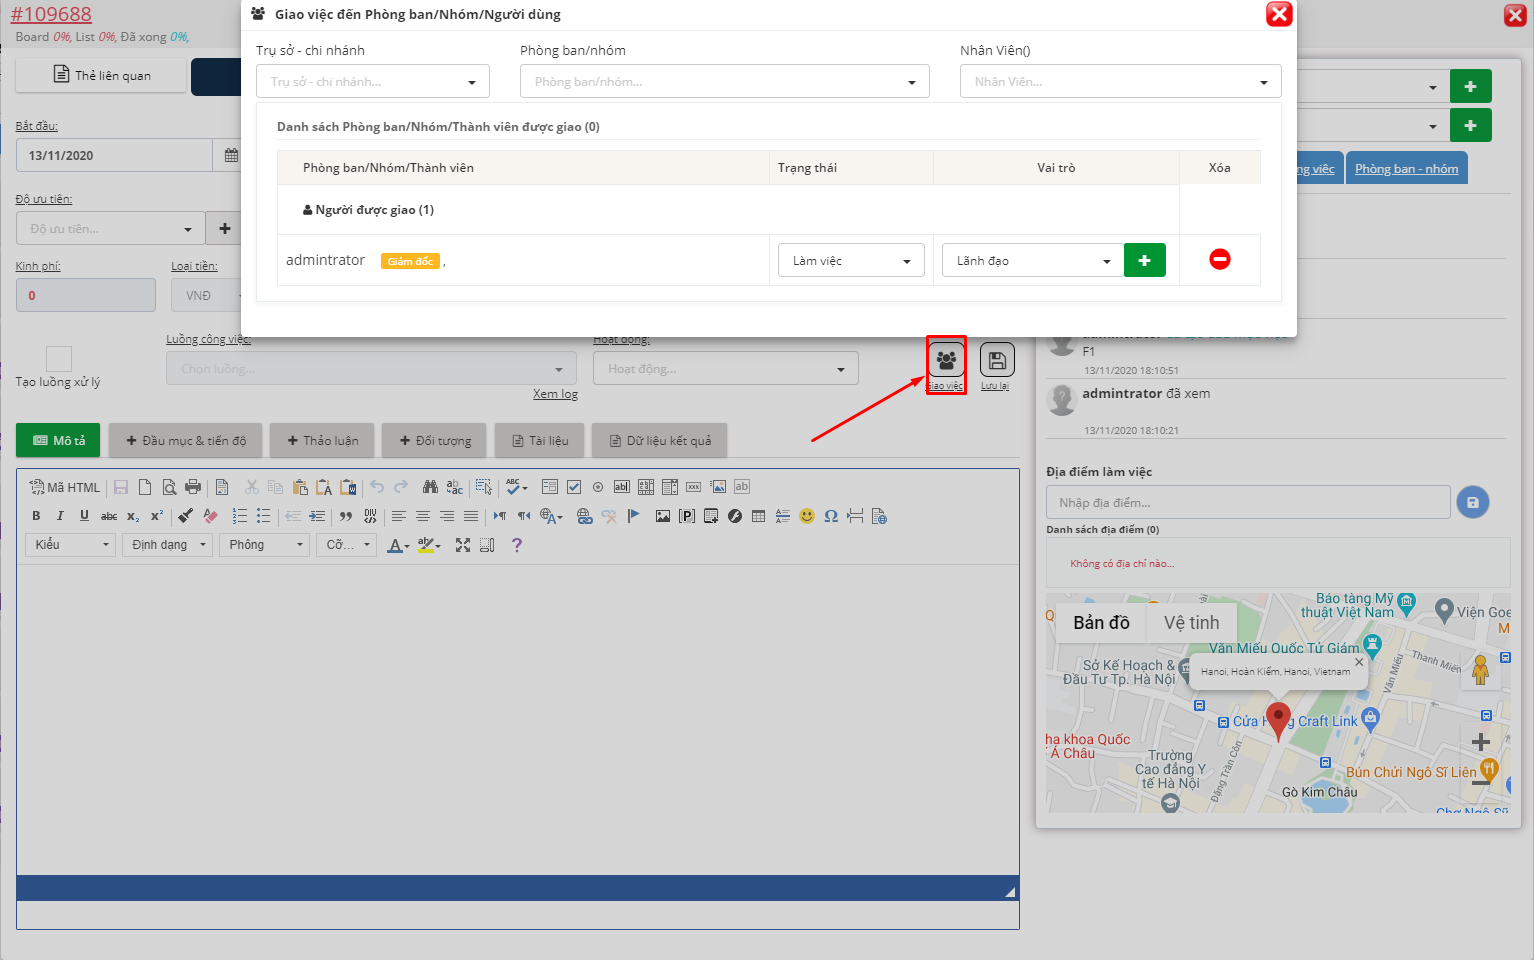 #109688
Board 0%, List 0%, Đã xong 0%,
Thẻ liên quan
Bắt đầu:
13/11/2020
Độ ưu tiên:
Độ ưu tiên...
Kinh phí:
Loại tiền:
0
VNĐ
Giao việc đến Phòng ban/Nhóm/Người dùng
Trụ sở - chi nhánh
Phòng ban/nhóm
Nhân Viên()
Trụ sở - chi nhánh...
Phòng ban/nhóm...
Nhân Viên...
Danh sách Phòng ban/Nhóm/Thành viên được giao (0)
Phòng ban/Nhóm/Thành viên
Trạng thái
Vai trò
Xóa
Người được giao (1)
admintrator
Giám đốc
,
Làm việc
Lãnh đạo
Phòng ban - nhóm
việc
Tạo luồng xử lý
Luồng công việc:
Chọn luồng...
Xem log
Hoạt động:
Hoạt động...
Giao việc
Lưu lại
Mô tả
Đầu mục & tiến độ
Thảo luận
Đối tượng
Tài liệu
Dữ liệu kết quả
Mã HTML
Kiểu
Định dạng
Phông
Cỡ...
F1
13/11/2020 18:10:51
admintrator đã xem
13/11/2020 18:10:21
Địa điểm làm việc
Nhập địa điểm...
Danh sách địa điểm (0)
Không có địa chỉ nào...
Bản đồ
Vệ tinh
Bảo tàng Mỹ
thuật Việt Nam
Viện Goe
M
Văn Miếu Quốc Tử Giám
Thanh Miến
Sở Kế Hoạch &
Đầu Tư Tp. Hà Nội
Hanoi, Hoàn Kiếm, Hanoi, Vietnam
Văn Miếu
Craft Link
ha khoa Quốc
Á Châu
Trường
Cao đẳng Y
tế Hà Nội
Đặng Trần Côn
Bún Chửi Ngô Sĩ Liên
Gò Kim Châu
Chợ Ngô Sĩ